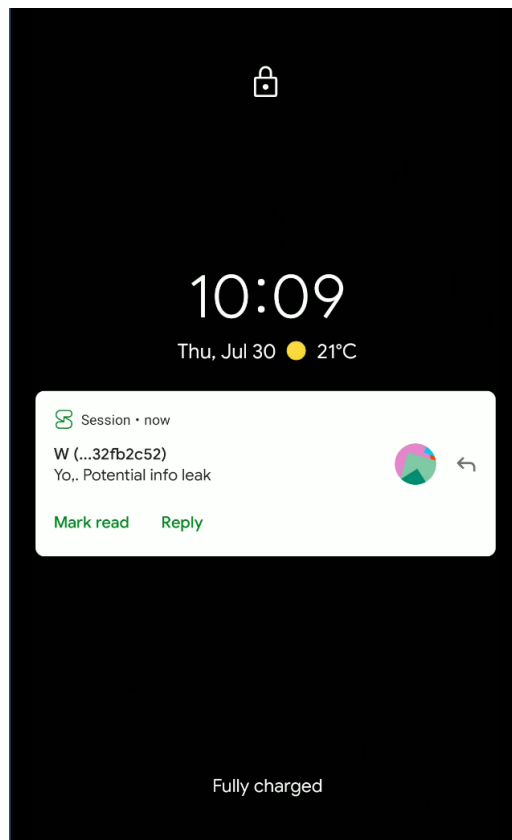 10:09
Thu, Jul 30 21°C
Session • now
W (...32fb2c52)
Yo,. Potential info leak
Mark read Reply
Fully charged